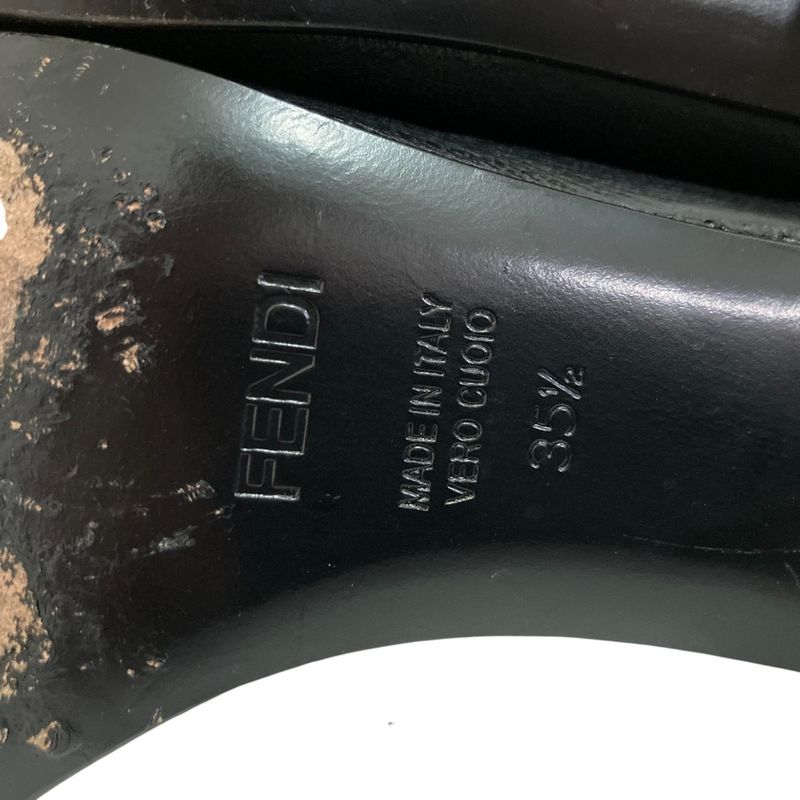 FENDI
MADE IN ITALY
VERO CUOIO
35½